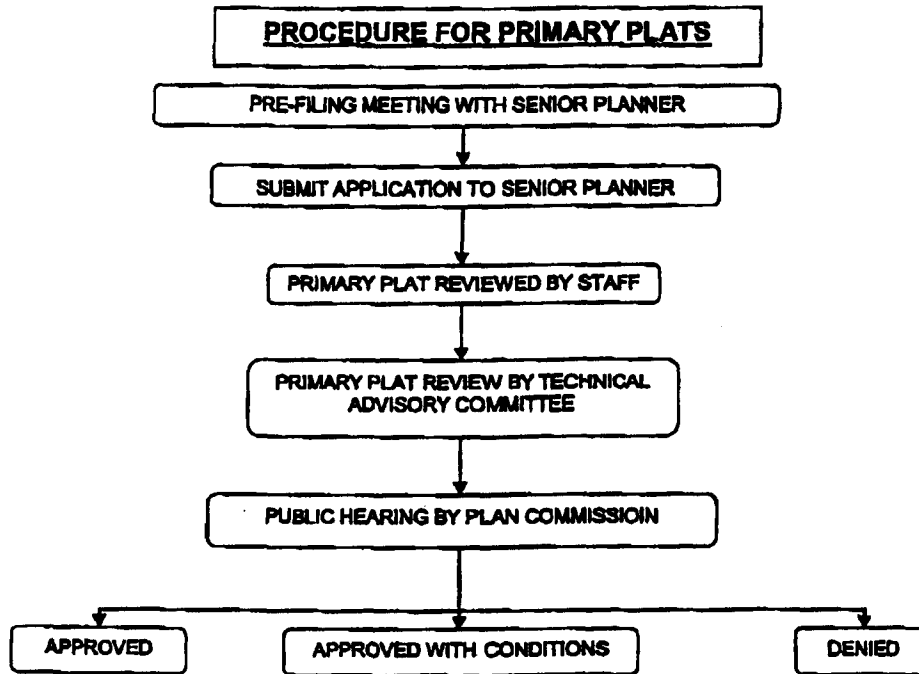 PROCEDURE FOR PRIMARY PLATS
PRE-FILING MEETING WITH SENIOR PLANNER
SUBMIT APPLICATION TO SENIOR PLANNER
PRIMARY PLAT REVIEWED BY STAFF
PRIMARY PLAT REVIEW BY TECHNICAL
ADVISORY COMMITTEE
PUBLIC HEARING BY PLAN COMMISSIOIN
APPROVED
APPROVED WITH CONDITIONS
DENIED